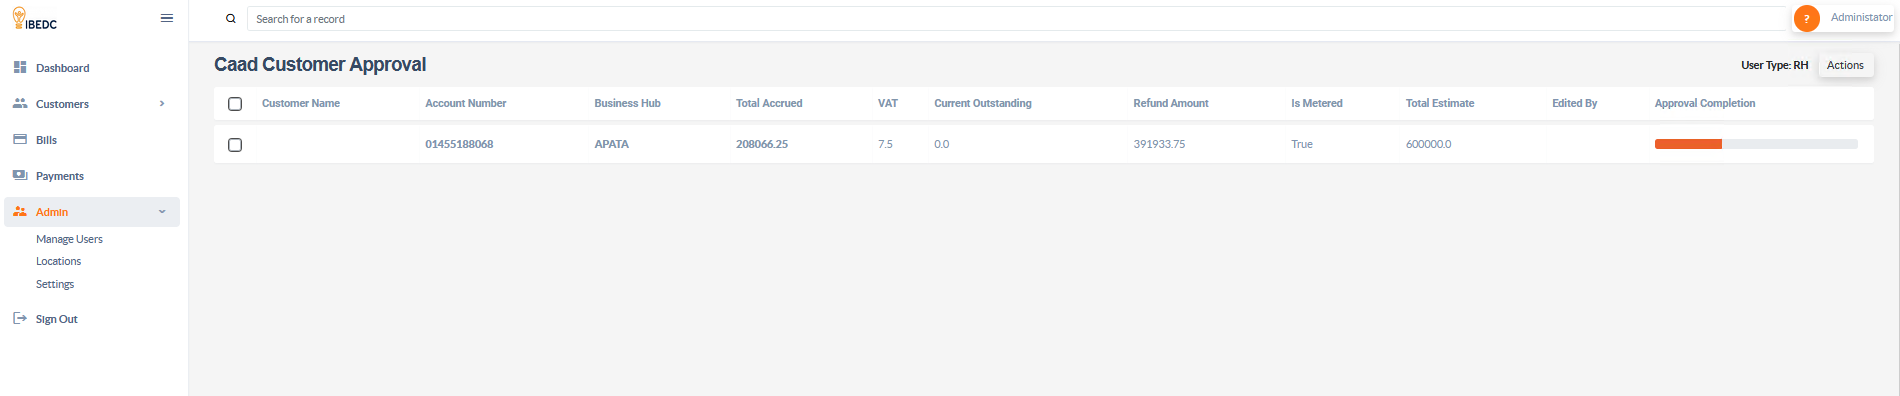 IBEDC
Search for a record
?
Administator
Dashboard
Customers
Bills
Payments
Admin
Manage Users
Locations
Settings
Sign Out
Caad Customer Approval
User Type: RH
Actions
Customer Name Account Number Business Hub Total Accrued VAT Current Outstanding Refund Amount Is Metered Total Estimate Edited By Approval Completion
01455188068 APATA 208066.25 7.5 0.0 391933.75 True 600000.0